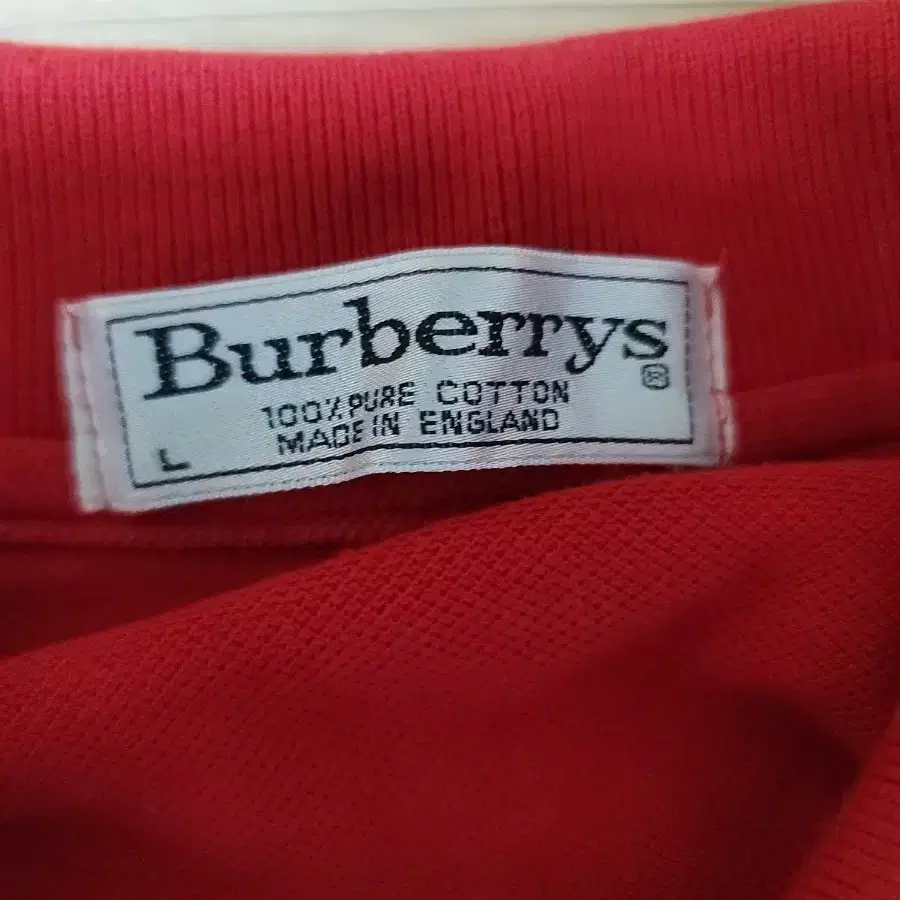 Burberrys
®
100% PURE COTTON
MADE IN ENGLAND
L